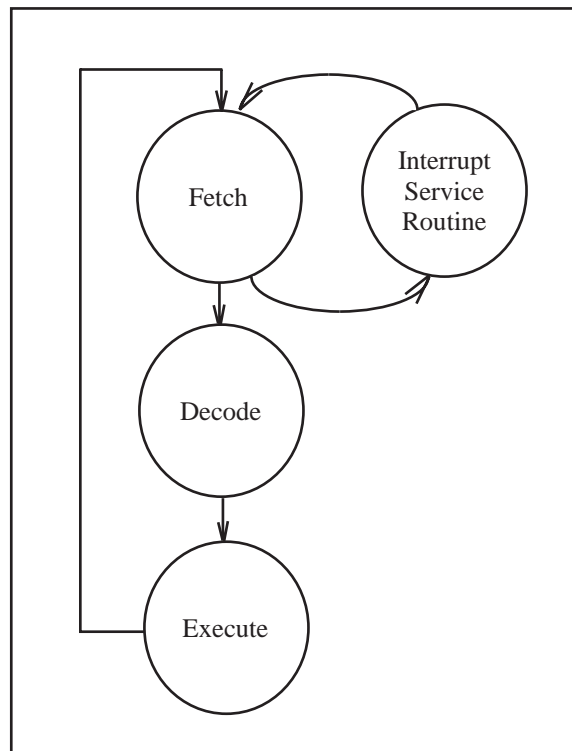 Fetch
Interrupt
Service
Routine
Decode
Execute